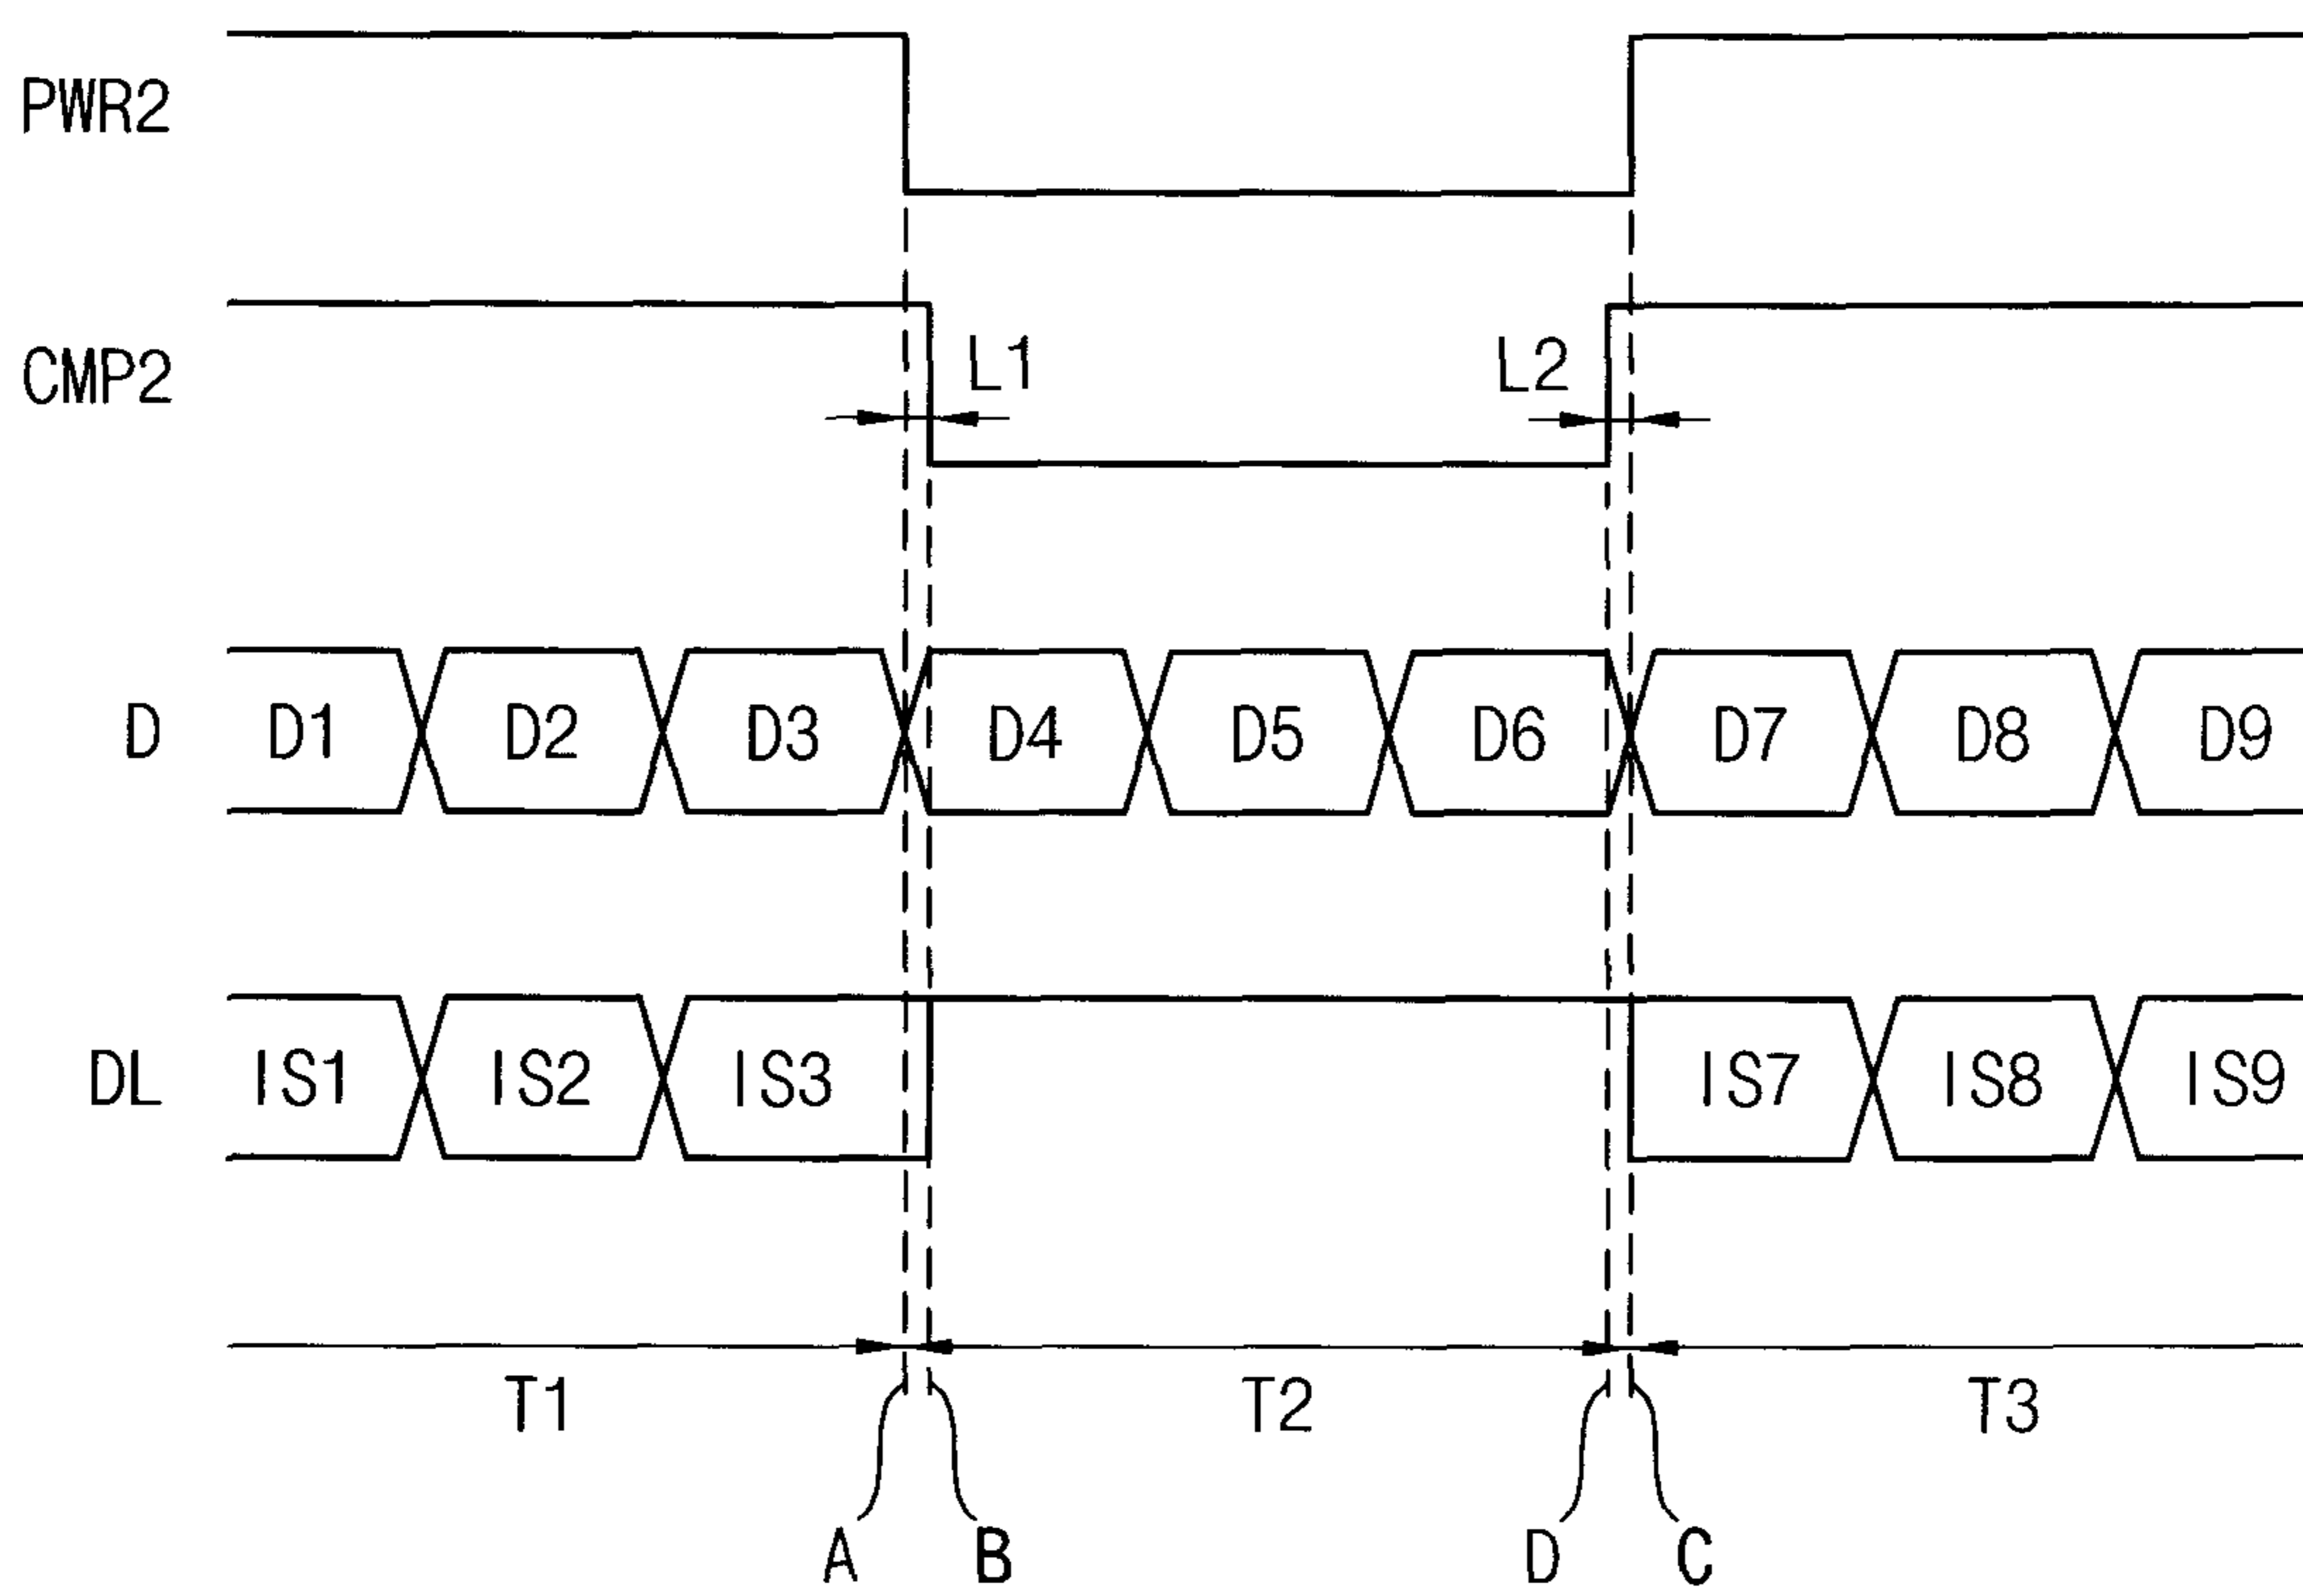 PWR2
CMP2
L1
L2
D
D1
D2
D3
D4
D5
D6
D7
D8
D9
DL
IS1
IS2
IS3
IS7
IS8
IS9
T1
T2
T3
A
B
D
C